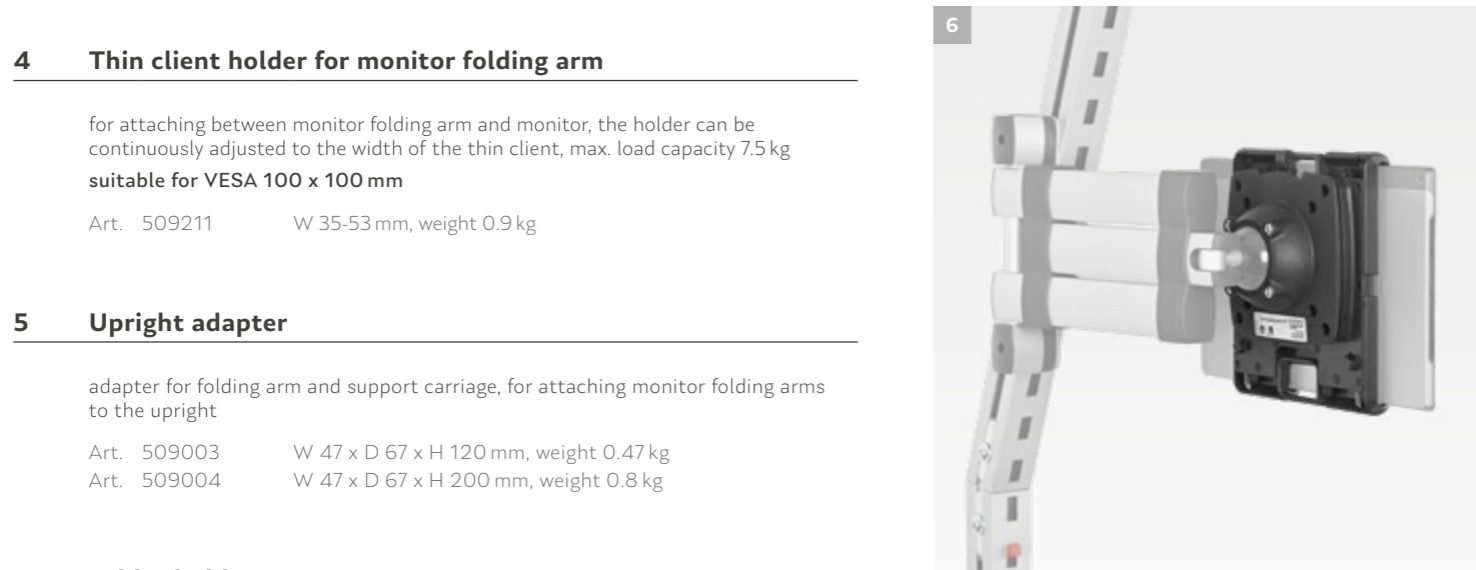 4 Thin client holder for monitor folding arm
for attaching between monitor folding arm and monitor, the holder can be
continuously adjusted to the width of the thin client, max. load capacity 7.5 kg
suitable for VESA 100 x 100 mm
Art. 509211 W 35-53 mm, weight 0.9 kg
5 Upright adapter
adapter for folding arm and support carriage, for attaching monitor folding arms
to the upright
Art. 509003 W 47 x D 67 x H 120 mm, weight 0.47 kg
Art. 509004 W 47 x D 67 x H 200 mm, weight 0.8 kg
6